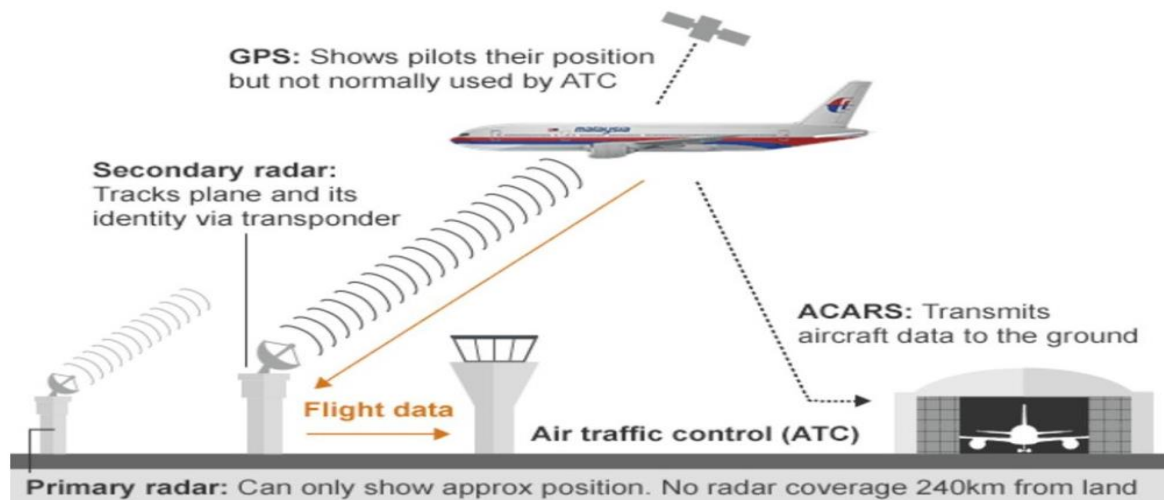 GPS: Shows pilots their position
but not normally used by ATC
malaysia
Secondary radar:
Tracks plane and its
identity via transponder
ACARS: Transmits
aircraft data to the ground
Flight data
Air traffic control (ATC)
Primary radar: Can only show approx position. No radar coverage 240km from land